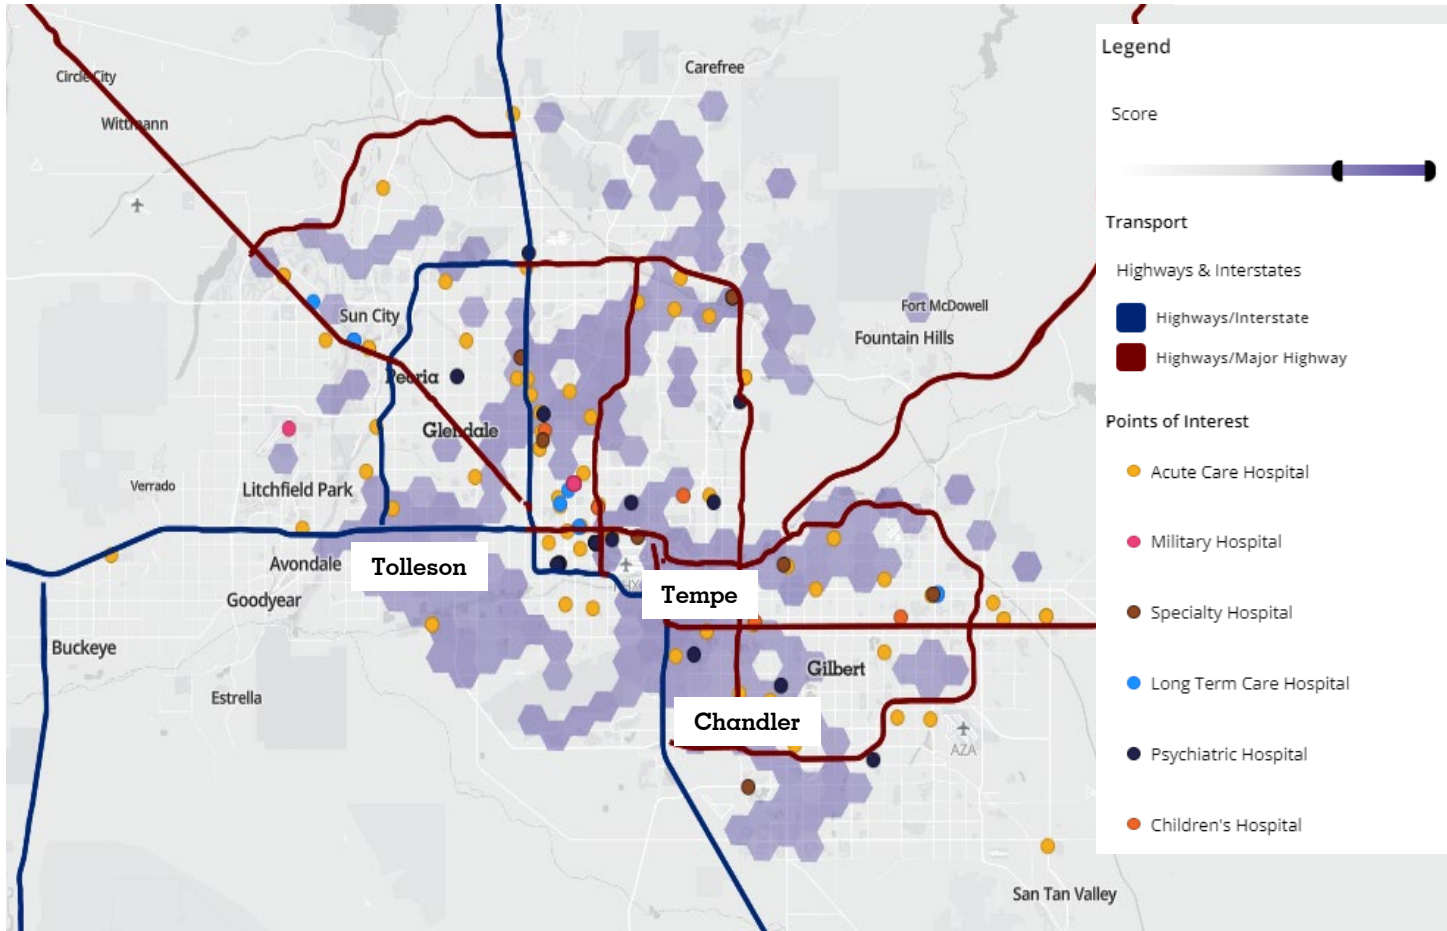 Carefree
Circle City
Wittmann
Sun City
Fort McDowell
Fountain Hills
Peoria
Glendale
Verrado
Litchfield Park
Avondale
Tolleson
Goodyear
Tempe
Buckeye
Gilbert
Estrella
Chandler
AZA
San Tan Valley
Legend
Score
Transport
Highways & Interstates
Highways/Interstate
Highways/Major Highway
Points of Interest
Acute Care Hospital
Military Hospital
Specialty Hospital
Long Term Care Hospital
Psychiatric Hospital
Children's Hospital